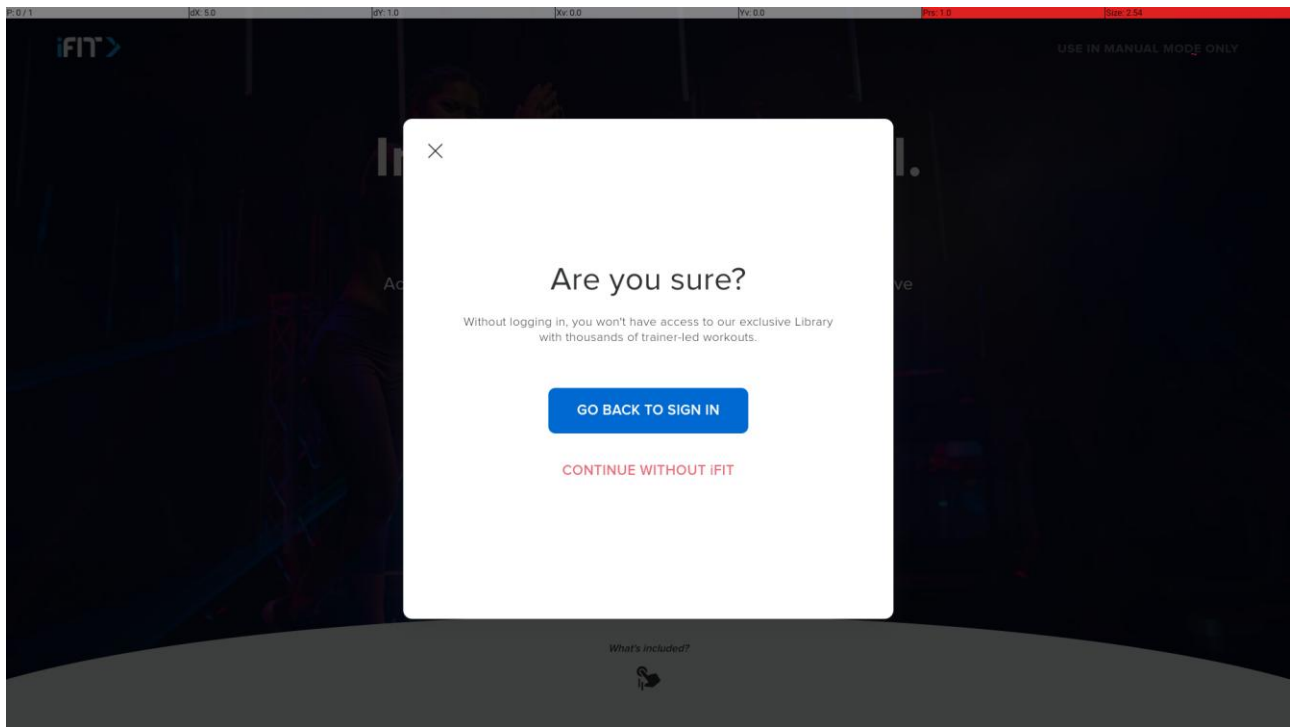 P: 0 / 1 dX: 5.0 dY: 1.0 Xv: 0.0 Yv: 0.0 Prs: 1.0 Size: 2.54
iFIT
USE IN MANUAL MODE ONLY
Are you sure?
Without logging in, you won't have access to our exclusive Library
with thousands of trainer-led workouts.
GO BACK TO SIGN IN
CONTINUE WITHOUT iFIT
What's included?